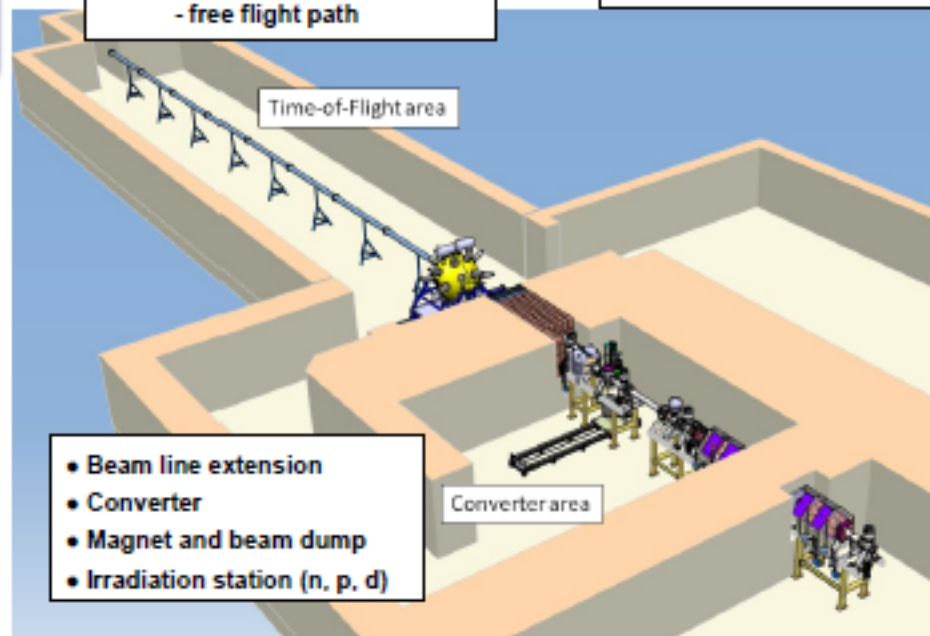 - free flight path
Time-of-Flight area
• Beam line extension
• Converter
• Magnet and beam dump
• Irradiation station (n, p, d)
Converter area